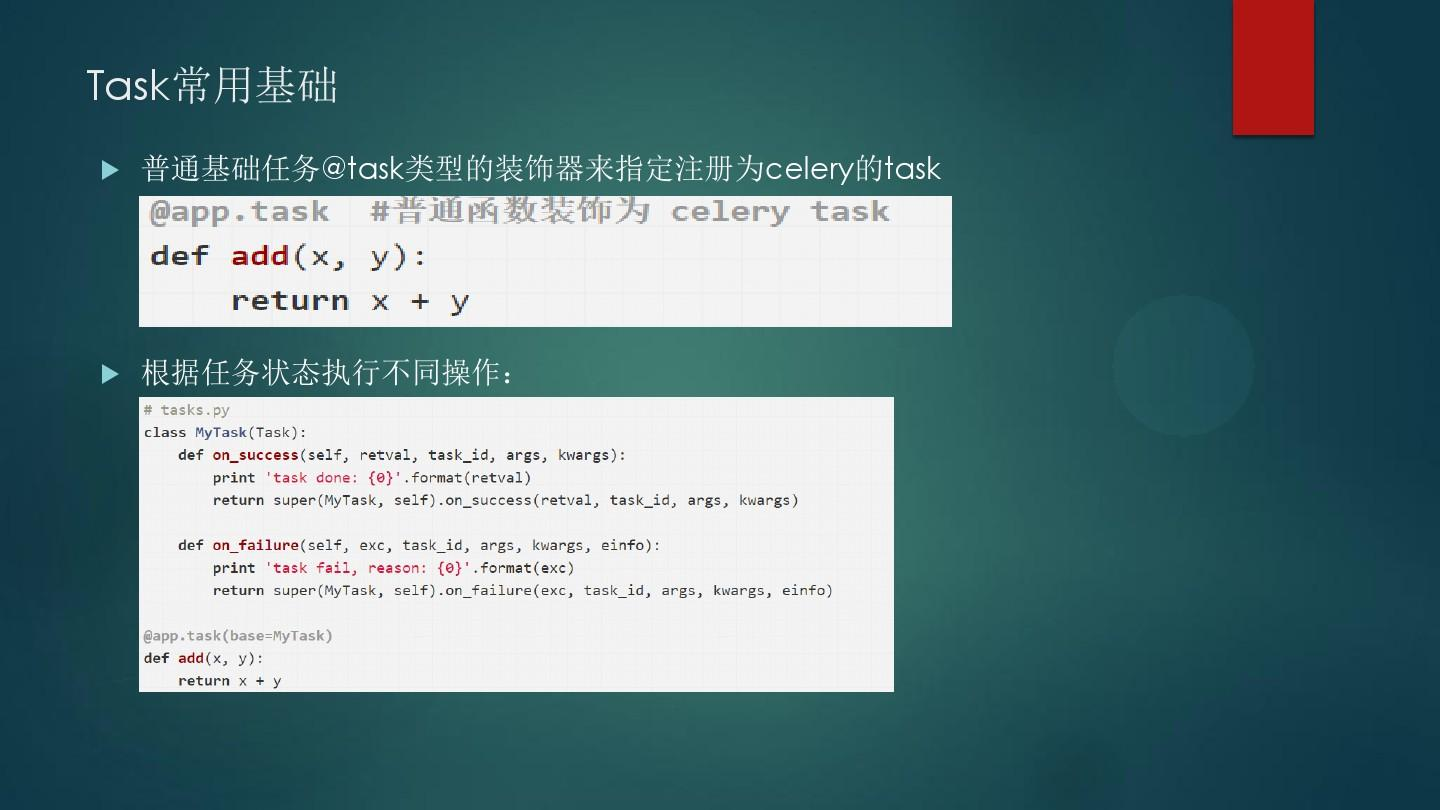 Task常用基础
普通基础任务@task类型的装饰器来指定注册为celery的task
@app.task  #普通函数装饰为 celery task
def add(x, y):
    return x + y
根据任务状态执行不同操作：
# tasks.py
class MyTask(Task):
    def on_success(self, retval, task_id, args, kwargs):
        print 'task done: {0}'.format(retval)
        return super(MyTask, self).on_success(retval, task_id, args, kwargs)
    def on_failure(self, exc, task_id, args, kwargs, einfo):
        print 'task fail, reason: {0}'.format(exc)
        return super(MyTask, self).on_failure(exc, task_id, args, kwargs, einfo)
@app.task(base=MyTask)
def add(x, y):
    return x + y